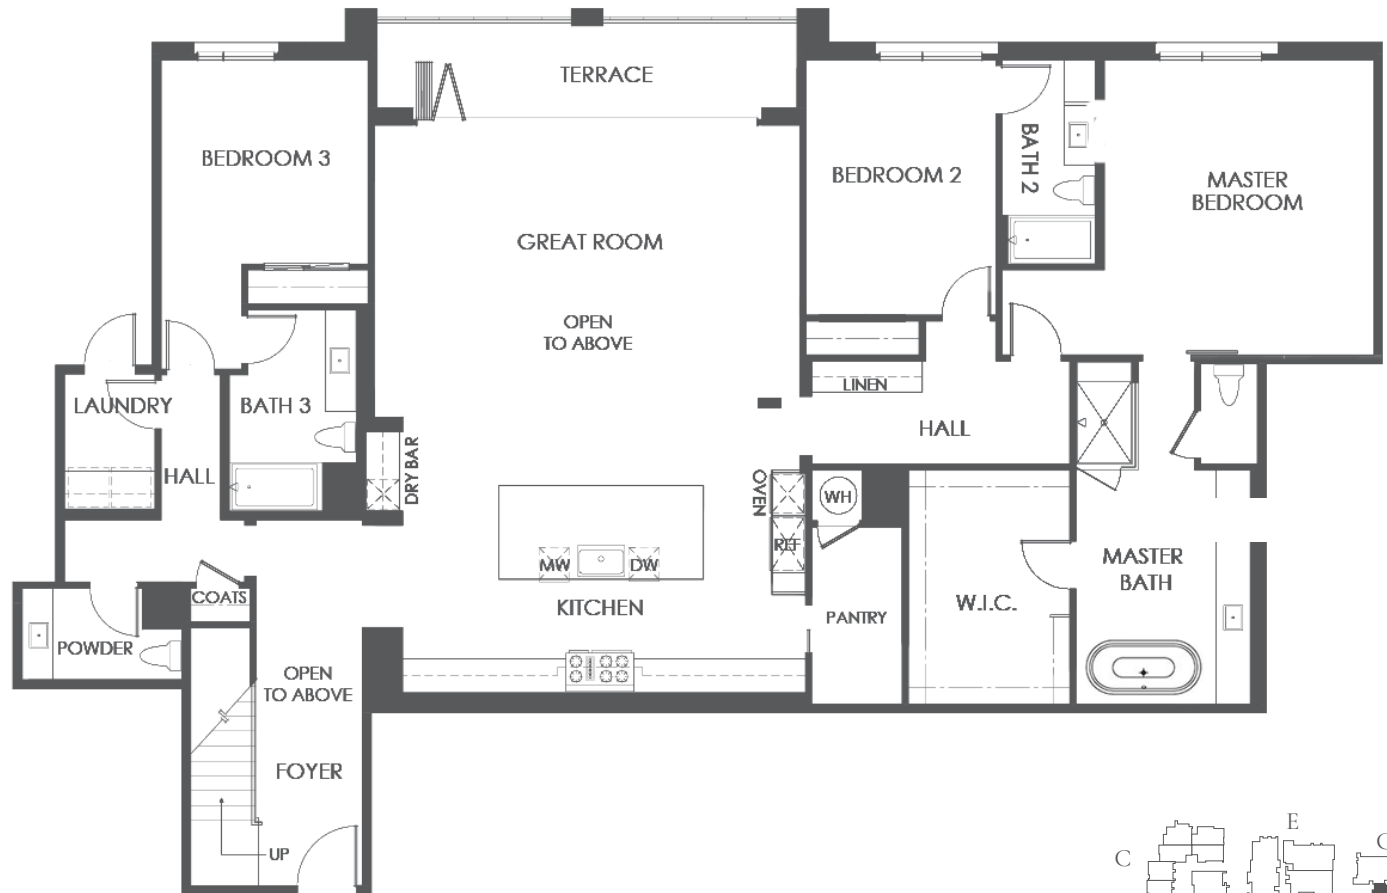 TERRACE
BEDROOM 3
BATH 2
BEDROOM 2
MASTER
BEDROOM
GREAT ROOM
OPEN
TO ABOVE
LINEN
LAUNDRY
BATH 3
HALL
HALL
DRY BAR
OVEN
WH
REF
MW
DW
MASTER
BATH
COATS
KITCHEN
W.I.C.
PANTRY
POWDER
OPEN
TO ABOVE
FOYER
UP
E
C